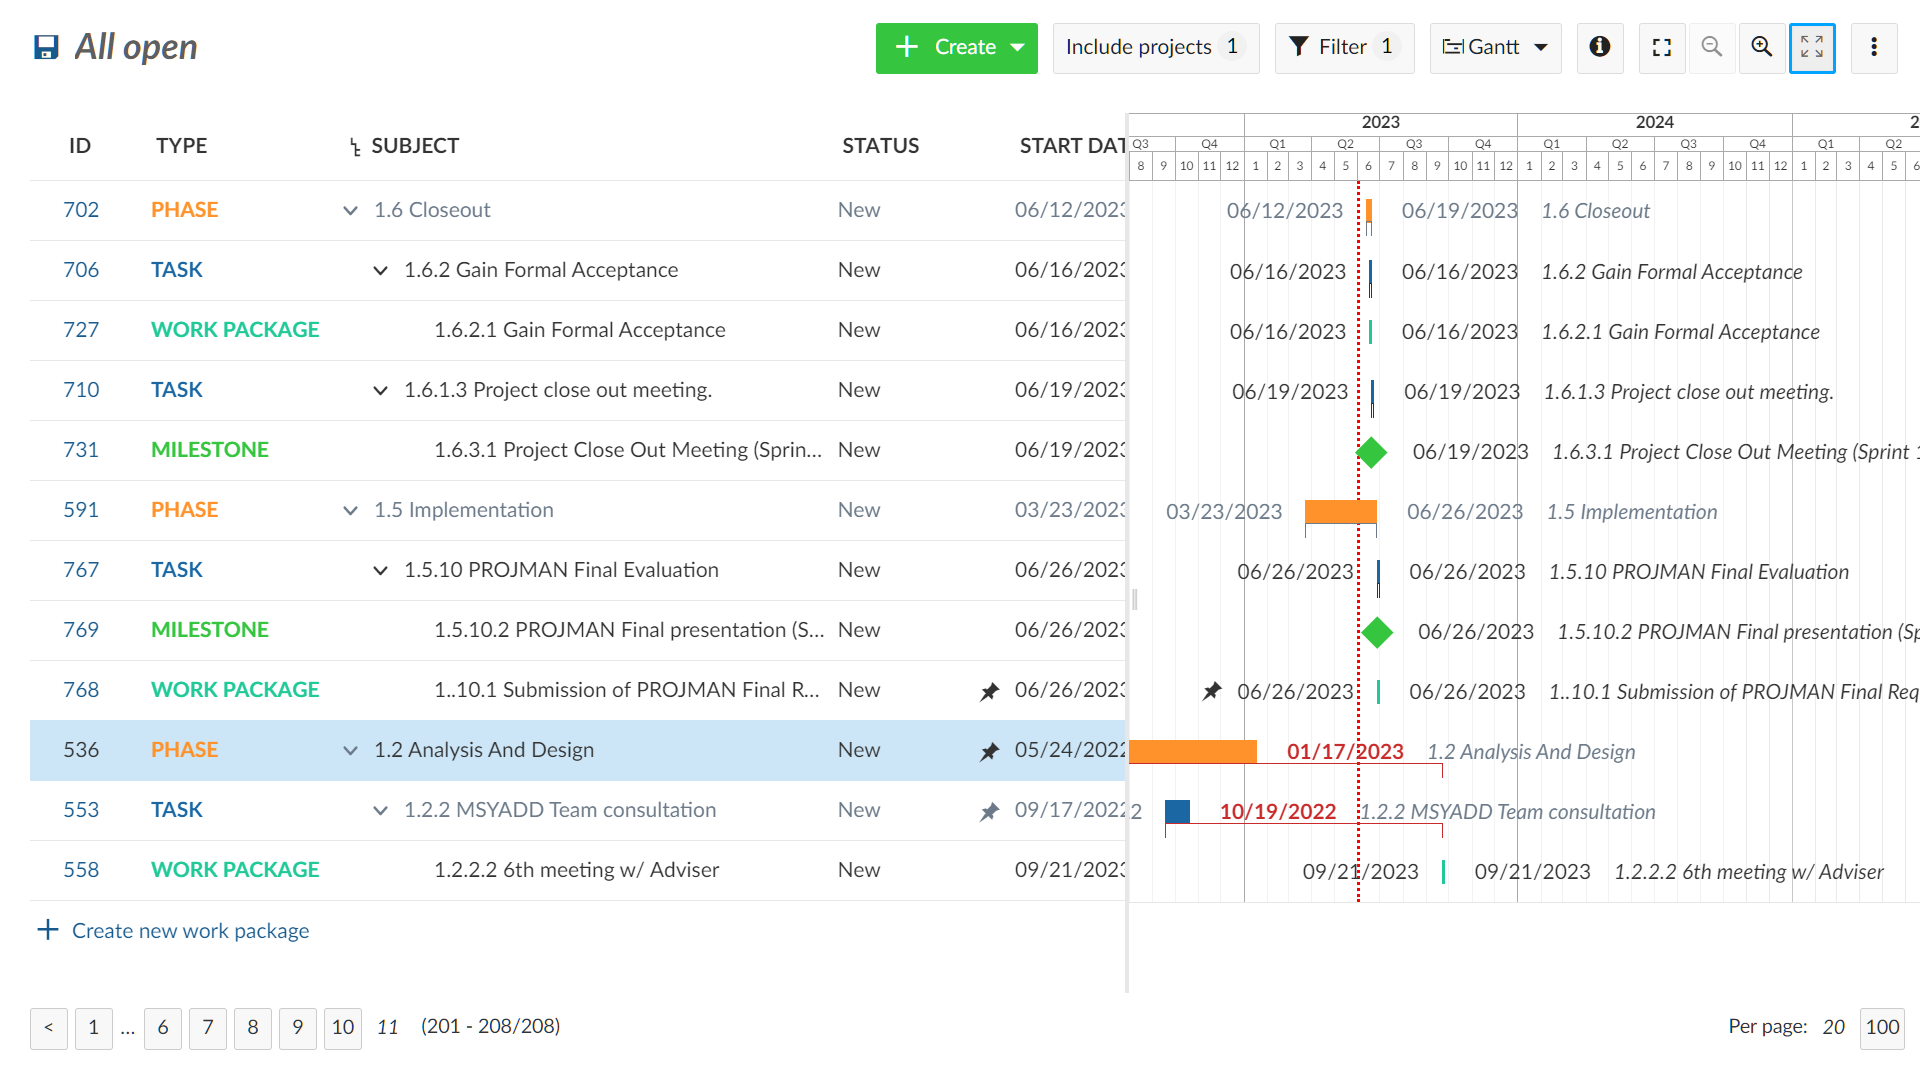 All open
Create
Include projects 1
Filter 1
Gantt
ID TYPE SUBJECT STATUS START DAT
2023 2024 2
Q3 Q4 Q1 Q2 Q3 Q4 Q1 Q2 Q3 Q4 Q1 Q2
8 9 10 11 12 1 2 3 4 5 6 7 8 9 10 11 12 1 2 3 4 5 6 7 8 9 10 11 12 1 2 3 4 5 6
702 PHASE 1.6 Closeout New 06/12/2023 06/12/2023 06/19/2023 1.6 Closeout
706 TASK 1.6.2 Gain Formal Acceptance New 06/16/2023 06/16/2023 06/16/2023 1.6.2 Gain Formal Acceptance
727 WORK PACKAGE 1.6.2.1 Gain Formal Acceptance New 06/16/2023 06/16/2023 06/16/2023 1.6.2.1 Gain Formal Acceptance
710 TASK 1.6.1.3 Project close out meeting. New 06/19/2023 06/19/2023 06/19/2023 1.6.1.3 Project close out meeting.
731 MILESTONE 1.6.3.1 Project Close Out Meeting (Sprin... New 06/19/2023 06/19/2023 1.6.3.1 Project Close Out Meeting (Sprint 1
591 PHASE 1.5 Implementation New 03/23/2023 03/23/2023 06/26/2023 1.5 Implementation
767 TASK 1.5.10 PROJMAN Final Evaluation New 06/26/2023 06/26/2023 06/26/2023 1.5.10 PROJMAN Final Evaluation
769 MILESTONE 1.5.10.2 PROJMAN Final presentation (S... New 06/26/2023 06/26/2023 1.5.10.2 PROJMAN Final presentation (Sp
768 WORK PACKAGE 1..10.1 Submission of PROJMAN Final R... New 06/26/2023 06/26/2023 06/26/2023 1..10.1 Submission of PROJMAN Final Req
536 PHASE 1.2 Analysis And Design New 05/24/2022 01/17/2023 1.2 Analysis And Design
553 TASK 1.2.2 MSYADD Team consultation New 09/17/2022 2 10/19/2022 1.2.2 MSYADD Team consultation
558 WORK PACKAGE 1.2.2.2 6th meeting w/ Adviser New 09/21/2023 09/21/2023 09/21/2023 1.2.2.2 6th meeting w/ Adviser
Create new work package
< 1 ... 6 7 8 9 10 11 (201 - 208/208) Per page: 20 100